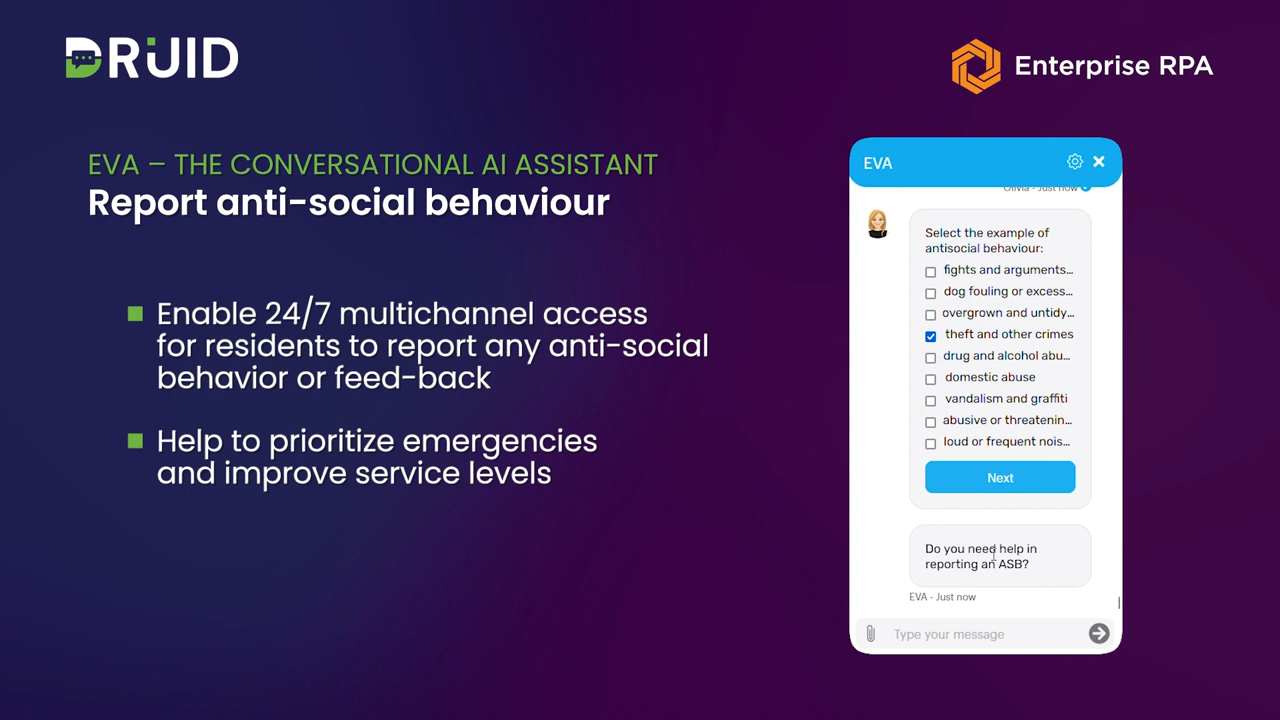 DRUID
Enterprise RPA
EVA – THE CONVERSATIONAL AI ASSISTANT
Report anti-social behaviour
Enable 24/7 multichannel access
for residents to report any anti-social
behavior or feed-back
Help to prioritize emergencies
and improve service levels
EVA
Olivia - Just now
Select the example of
antisocial behaviour:
fights and arguments...
dog fouling or excess...
overgrown and untidy...
theft and other crimes
drug and alcohol abu...
domestic abuse
vandalism and graffiti
abusive or threatenin...
loud or frequent nois...
Next
Do you need help in
reporting an ASB?
EVA - Just now
Type your message